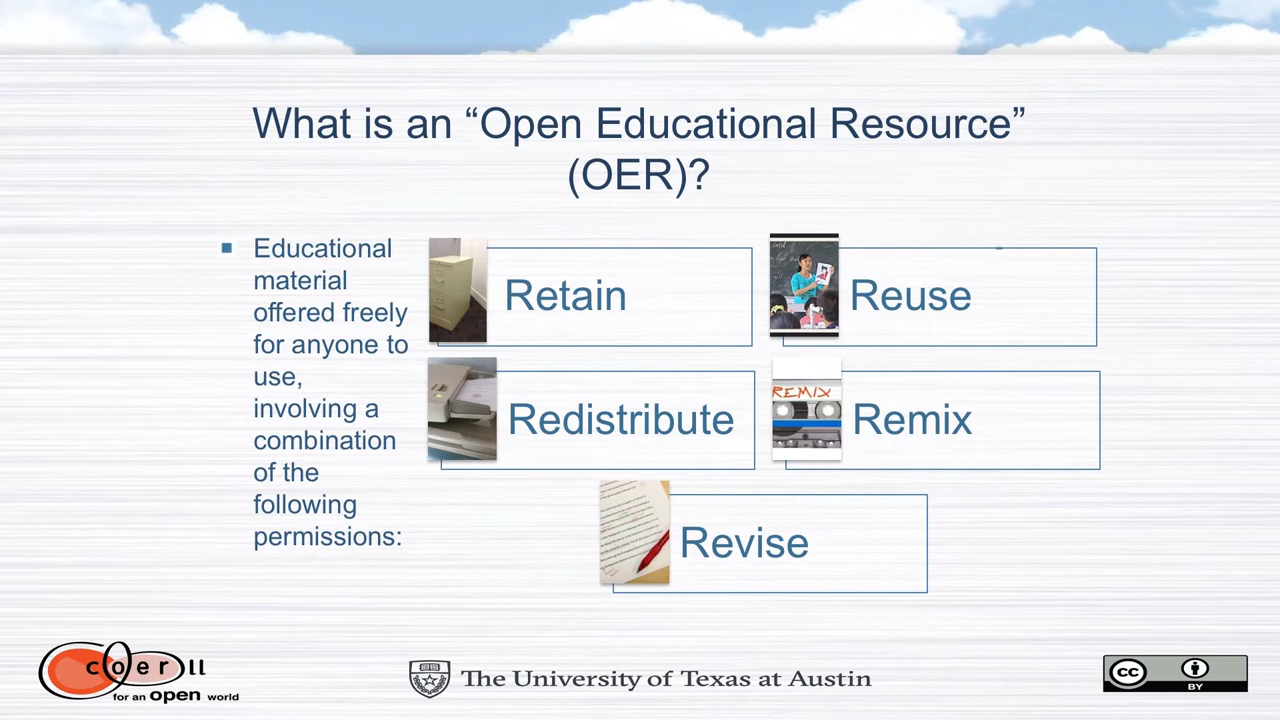 What is an “Open Educational Resource”
(OER)?
Educational
material
offered freely
for anyone to
use,
involving a
combination
of the
following
permissions:
Retain
Reuse
Redistribute
REMIX
Remix
Revise
coerll
for an open world
The University of Texas at Austin
cc
BY